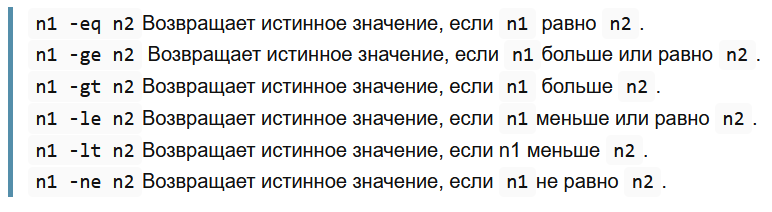 n1 -eq n2 Возвращает истинное значение, если n1 равно n2 .
n1 -ge n2 Возвращает истинное значение, если n1 больше или равно n2 .
n1 -gt n2 Возвращает истинное значение, если n1 больше n2 .
n1 -le n2 Возвращает истинное значение, если n1 меньше или равно n2 .
n1 -lt n2 Возвращает истинное значение, если n1 меньше n2 .
n1 -ne n2 Возвращает истинное значение, если n1 не равно n2 .